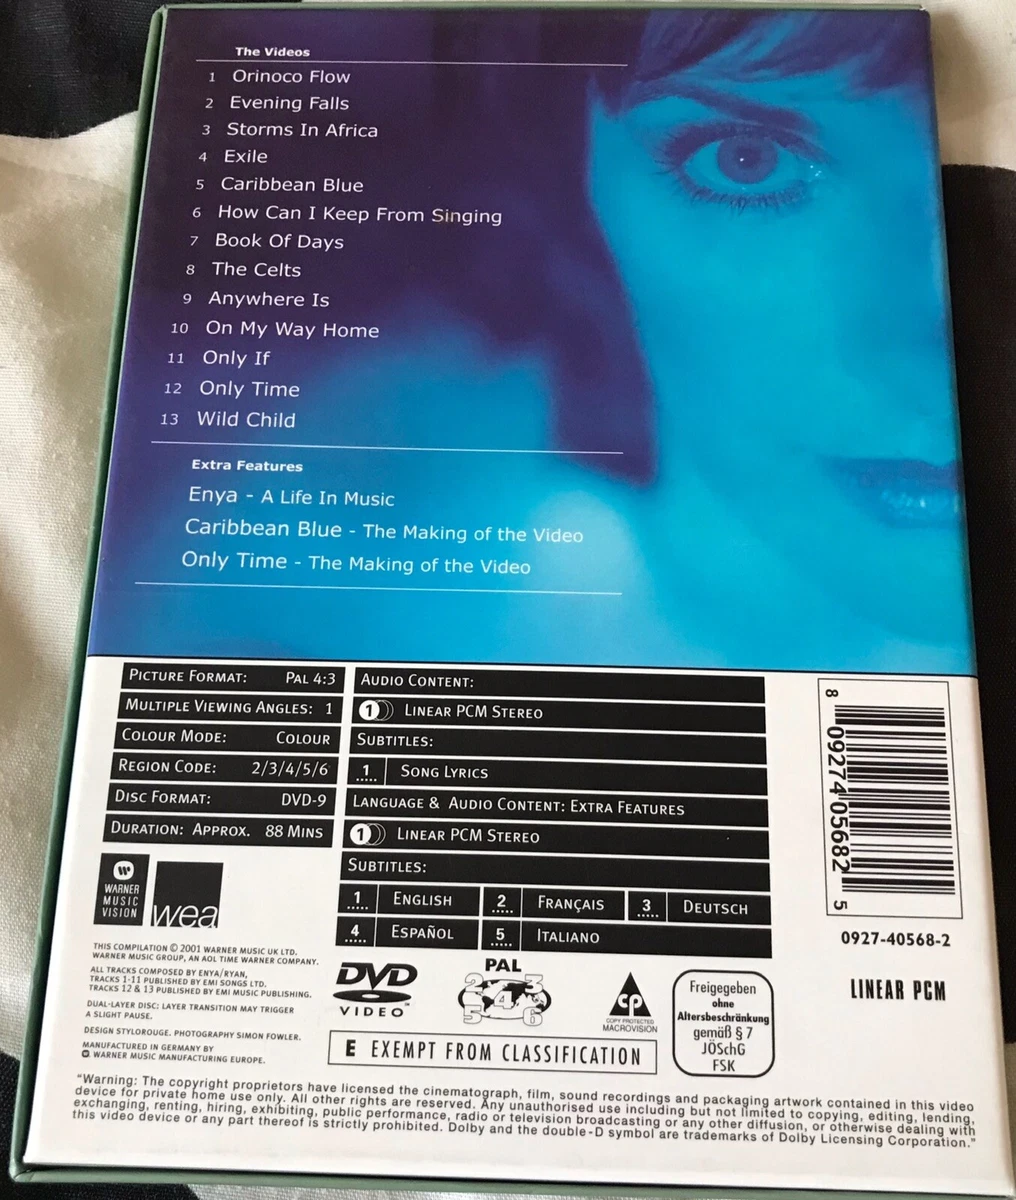 The Videos
1 Orinoco Flow
2 Evening Falls
3 Storms In Africa
4 Exile
5 Caribbean Blue
6 How Can I Keep From Singing
7 Book Of Days
8 The Celts
9 Anywhere Is
10 On My Way Home
11 Only If
12 Only Time
13 Wild Child
Extra Features
Enya - A Life In Music
Caribbean Blue - The Making of the Video
Only Time - The Making of the Video
PICTURE FORMAT: PAL 4:3
MULTIPLE VIEWING ANGLES: 1
COLOUR MODE: COLOUR
REGION CODE: 2/3/4/5/6
DISC FORMAT: DVD-9
DURATION: APPROX. 88 MINS
AUDIO CONTENT:
1 LINEAR PCM STEREO
SUBTITLES:
1 SONG LYRICS
LANGUAGE & AUDIO CONTENT: EXTRA FEATURES
1 LINEAR PCM STEREO
SUBTITLES:
1 ENGLISH 2 FRANÇAIS 3 DEUTSCH
4 ESPAÑOL 5 ITALIANO
8 09274 05682 5
0927-40568-2
LINEAR PCM
WARNER
MUSIC
VISION
wea
THIS COMPILATION © 2001 WARNER MUSIC UK LTD.
WARNER MUSIC GROUP, AN AOL TIME WARNER COMPANY.
ALL TRACKS COMPOSED BY ENYA/RYAN,
TRACKS 1-11 PUBLISHED BY EMI SONGS LTD.
TRACKS 12 & 13 PUBLISHED BY EMI MUSIC PUBLISHING.
DUAL-LAYER DISC: LAYER TRANSITION MAY TRIGGER
A SLIGHT PAUSE.
DESIGN STYLOROUGE. PHOTOGRAPHY SIMON FOWLER.
MANUFACTURED IN GERMANY BY
WARNER MUSIC MANUFACTURING EUROPE.
DVD
VIDEO™
PAL
2 3
4
5 6
CP
COPY PROTECTED
MACROVISION
E EXEMPT FROM CLASSIFICATION
Freigegeben
ohne
Altersbeschränkung
gemäß § 7
JÖSchG
FSK
"Warning: The copyright proprietors have licensed the cinematograph, film, sound recordings and packaging artwork contained in this video
device for private home use only. All other rights are reserved. Any unauthorised use including but not limited to copying, editing, lending,
exchanging, renting, hiring, exhibiting, public performance, radio or television broadcasting or any other diffusion, or otherwise dealing with
this video device or any part thereof is strictly prohibited. Dolby and the double-D symbol are trademarks of Dolby Licensing Corporation."